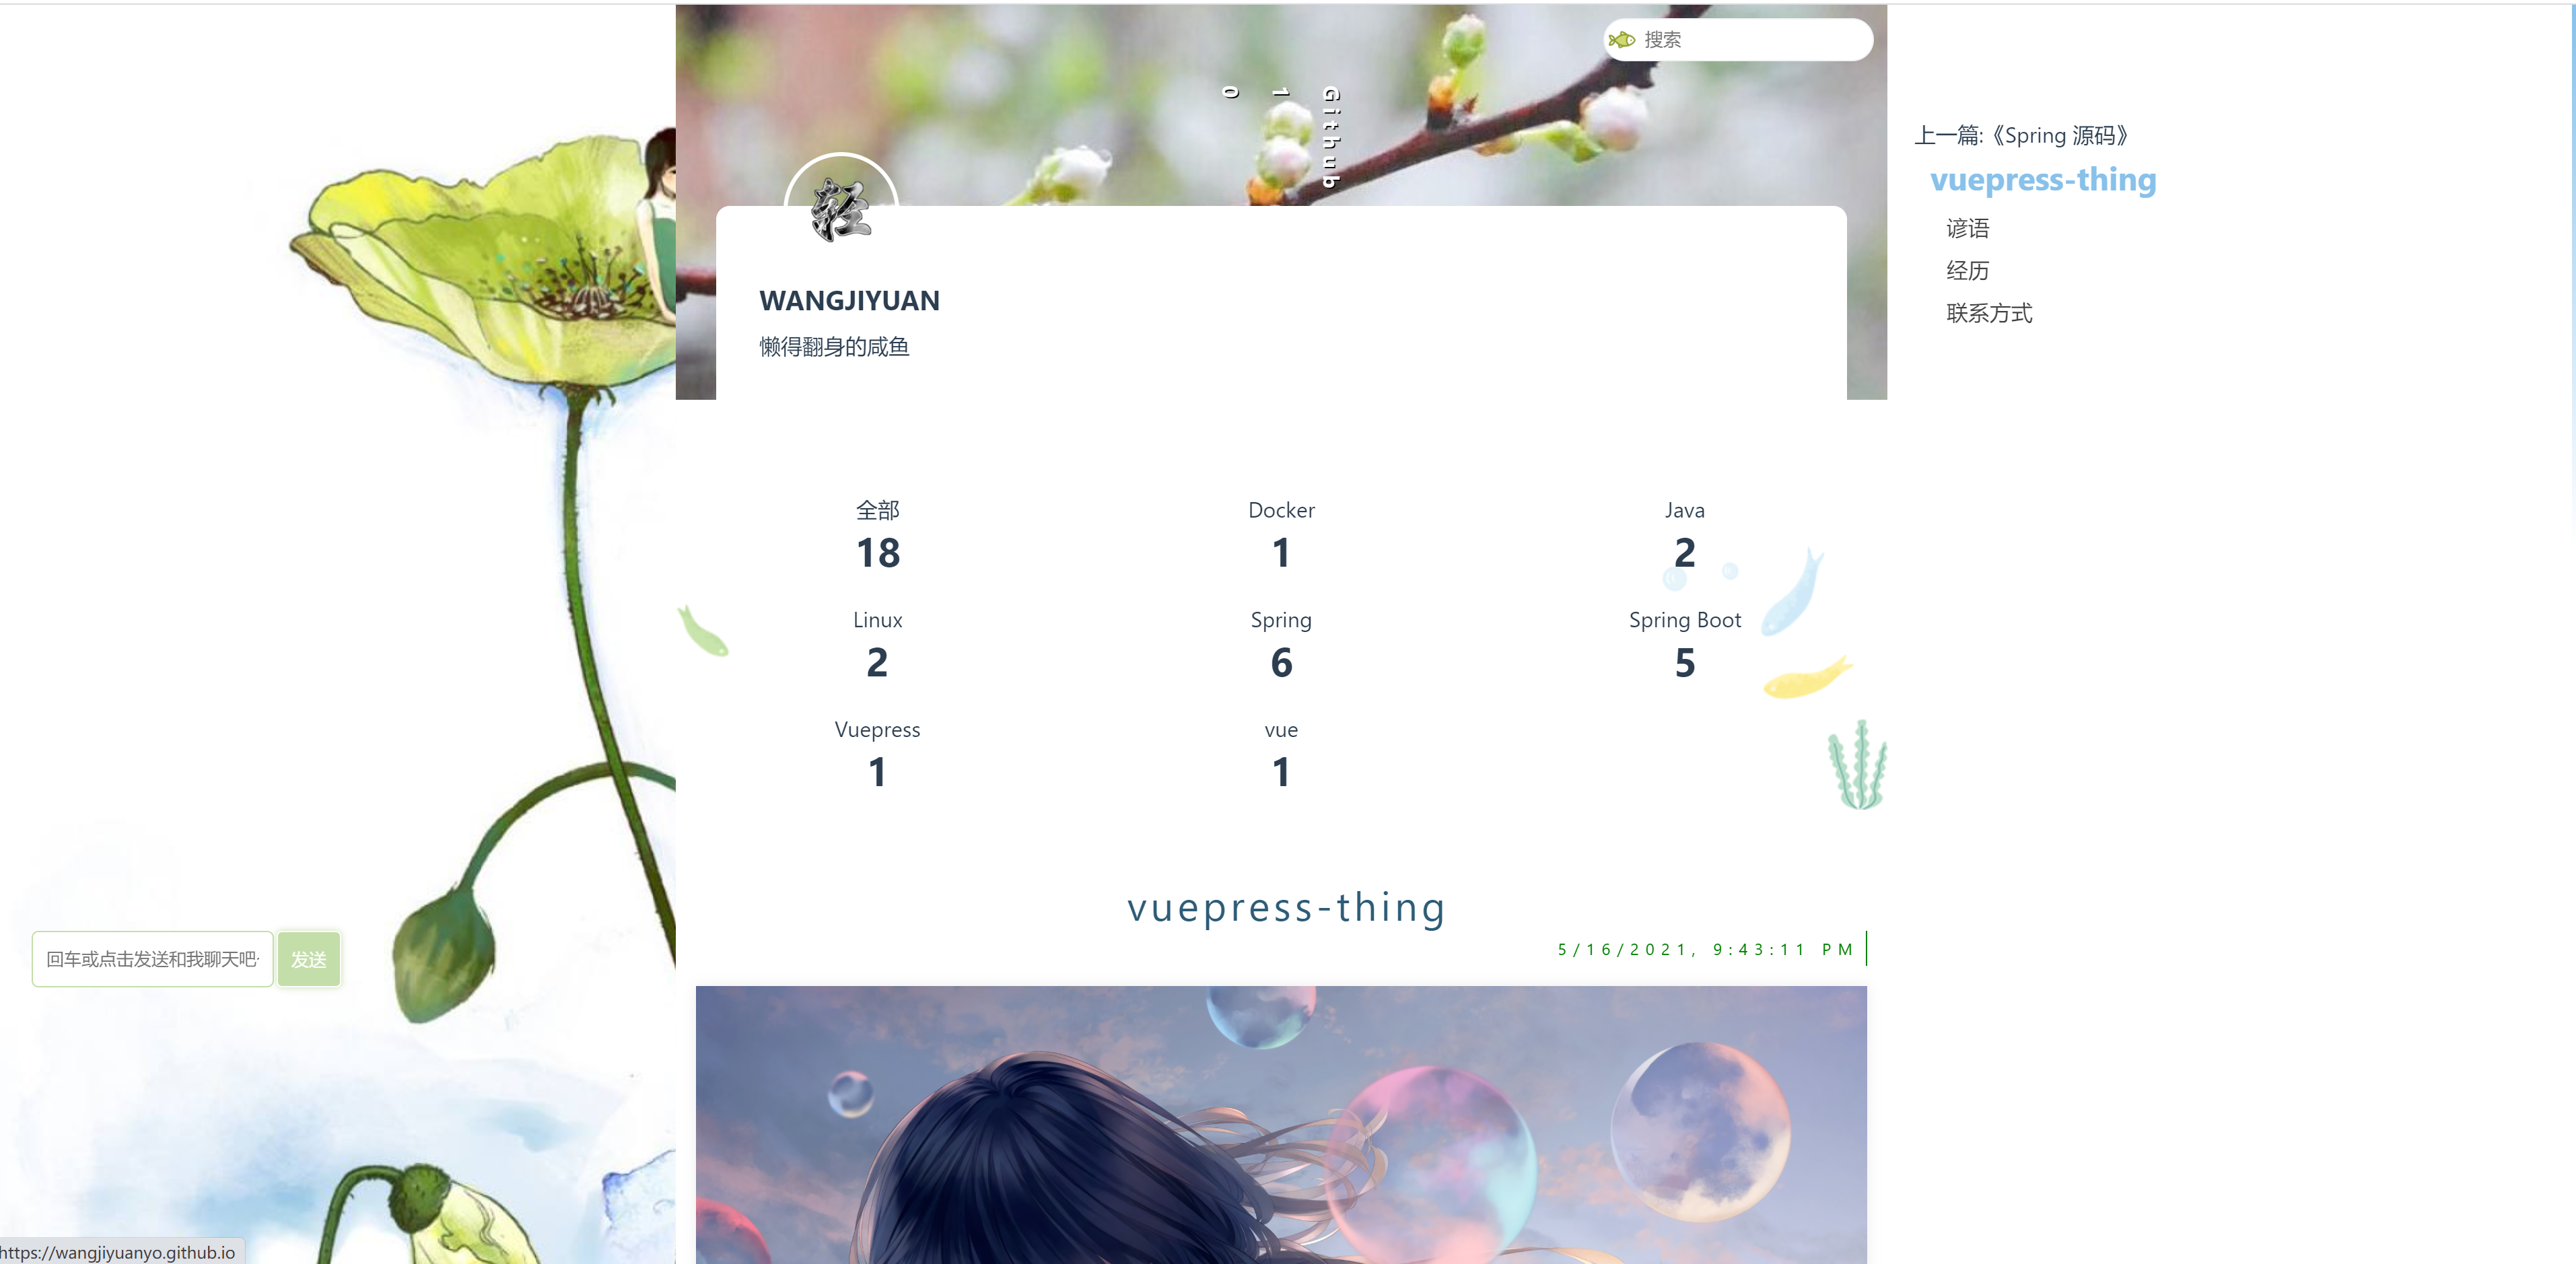 搜索
Github
1
0
轻
WANGJIYUAN
懒得翻身的咸鱼
全部
18
Docker
1
Java
2
Linux
2
Spring
6
Spring Boot
5
Vuepress
1
vue
1
vuepress-thing
5/16/2021, 9:43:11 PM
上一篇:《Spring 源码》
vuepress-thing
谚语
经历
联系方式
回车或点击发送和我聊天吧·
发送
https://wangjiyuanyo.github.io